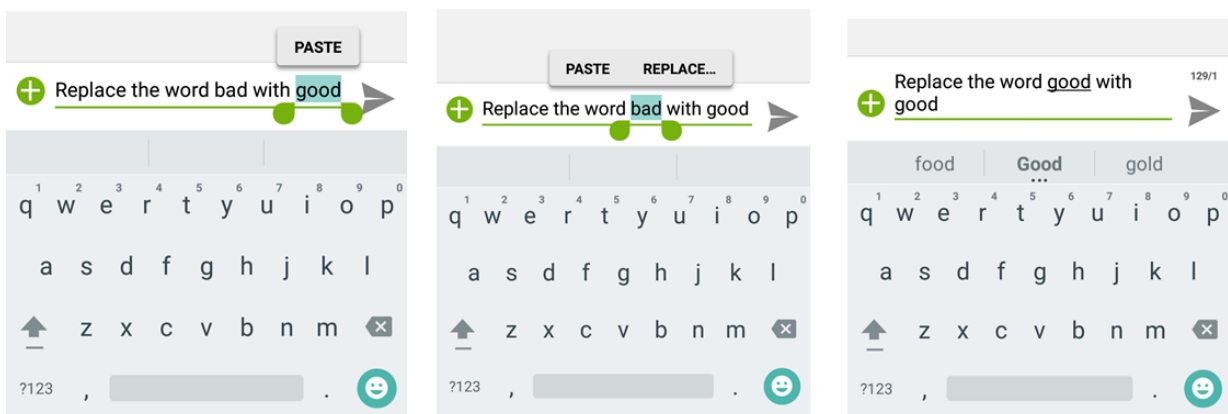 PASTE
Replace the word bad with good
1 2 3 4 5 6 7 8 9 0
q w e r t y u i o p
a s d f g h j k l
z x c v b n m
?123 , .
PASTE REPLACE...
Replace the word bad with good
1 2 3 4 5 6 7 8 9 0
q w e r t y u i o p
a s d f g h j k l
z x c v b n m
?123 , .
Replace the word good with
good
129/1
food Good gold
...
1 2 3 4 5 6 7 8 9 0
q w e r t y u i o p
a s d f g h j k l
z x c v b n m
?123 , .